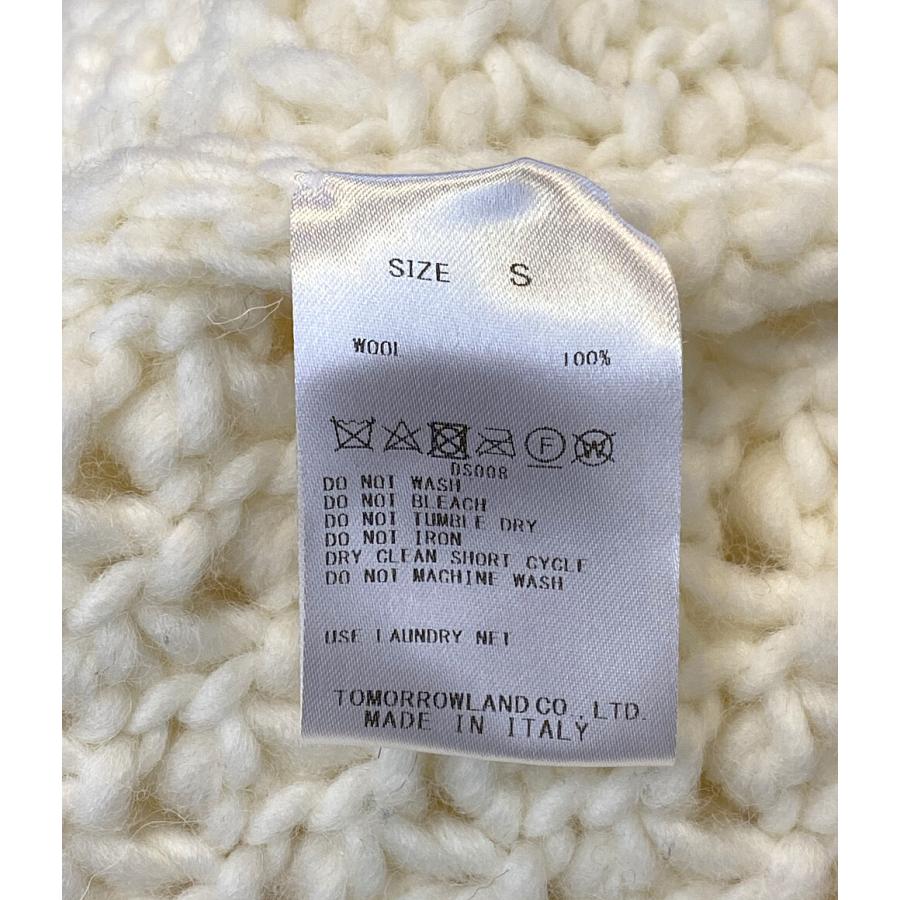 SIZE S
WOOL 100%
F W
DS008
DO NOT WASH
DO NOT BLEACH
DO NOT TUMBLE DRY
DO NOT IRON
DRY CLEAN SHORT CYCLE
DO NOT MACHINE WASH
USE LAUNDRY NET
TOMORROWLAND CO.,LTD.
MADE IN ITALY